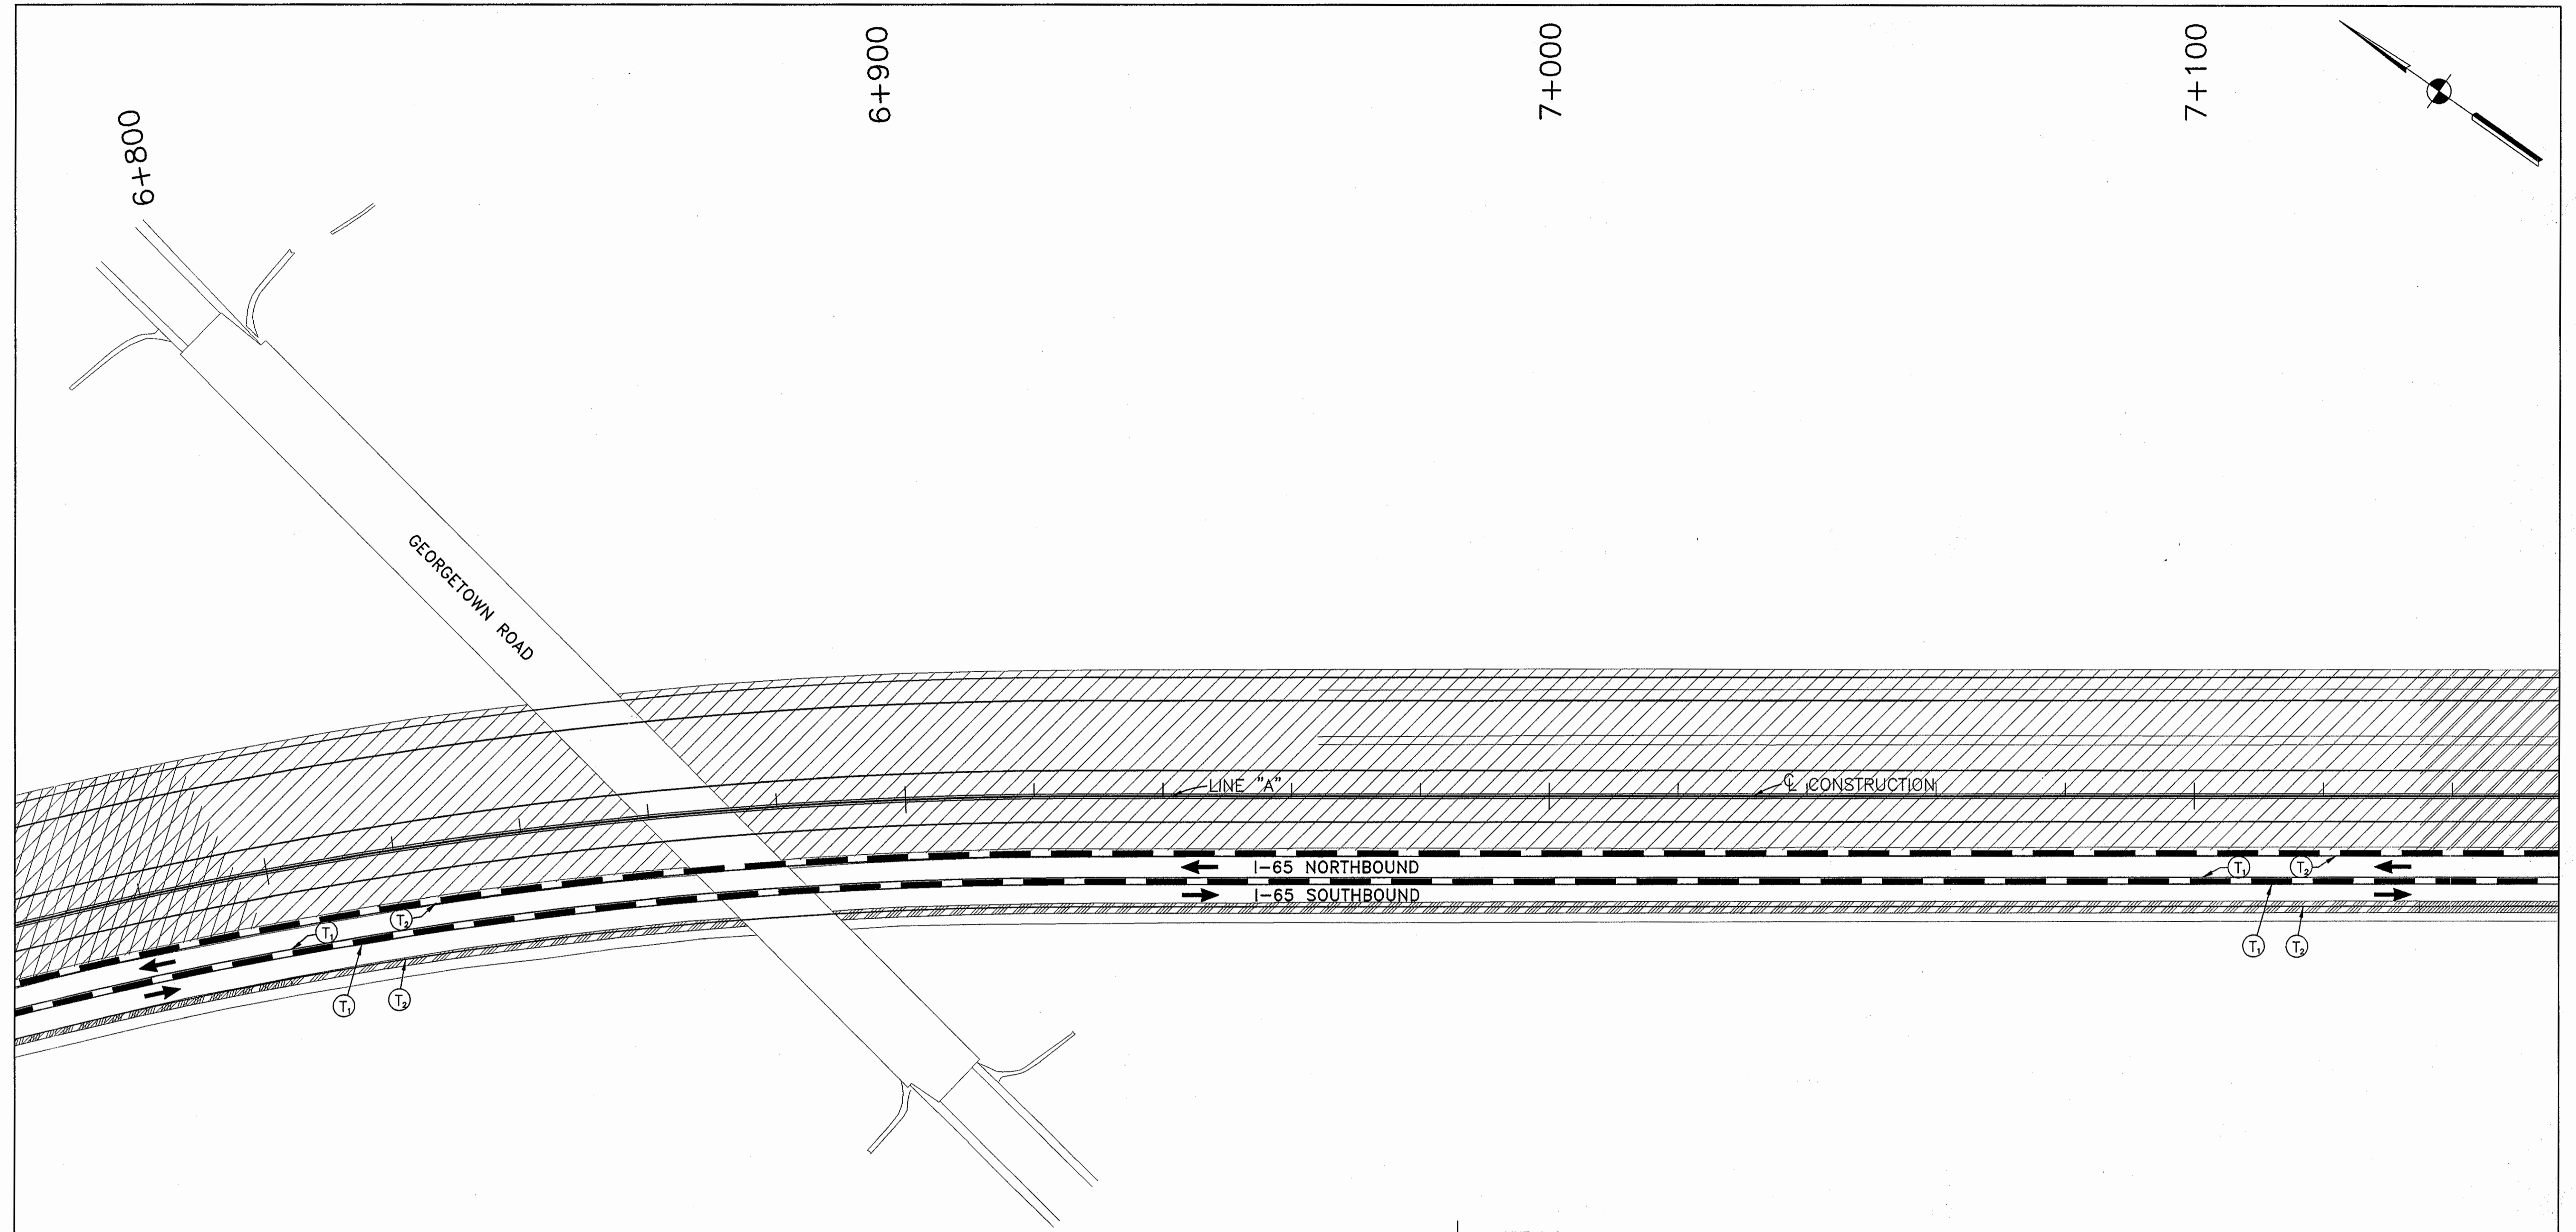 6+800
6+900
7+000
7+100
GEORGETOWN ROAD
LINE "A"
℄ CONSTRUCTION
I-65 NORTHBOUND
T₁
T₂
I-65 SOUTHBOUND
T₂
T₁
T₁
T₂
T₁
T₂